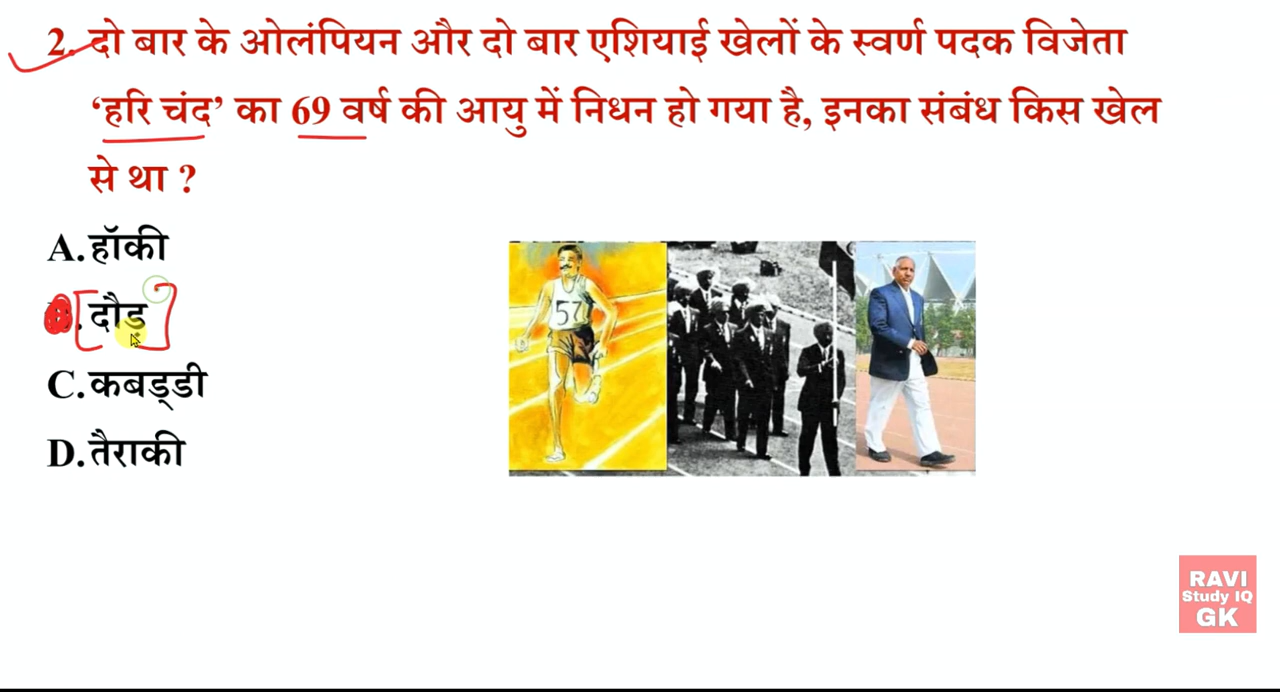 2. दो बार के ओलंपियन और दो बार एशियाई खेलों के स्वर्ण पदक विजेता
‘हरि चंद’ का 69 वर्ष की आयु में निधन हो गया है, इनका संबंध किस खेल
से था ?
A. हॉकी
. दौड
C. कबड्डी
D. तैराकी
57
RAVI
Study IQ
GK